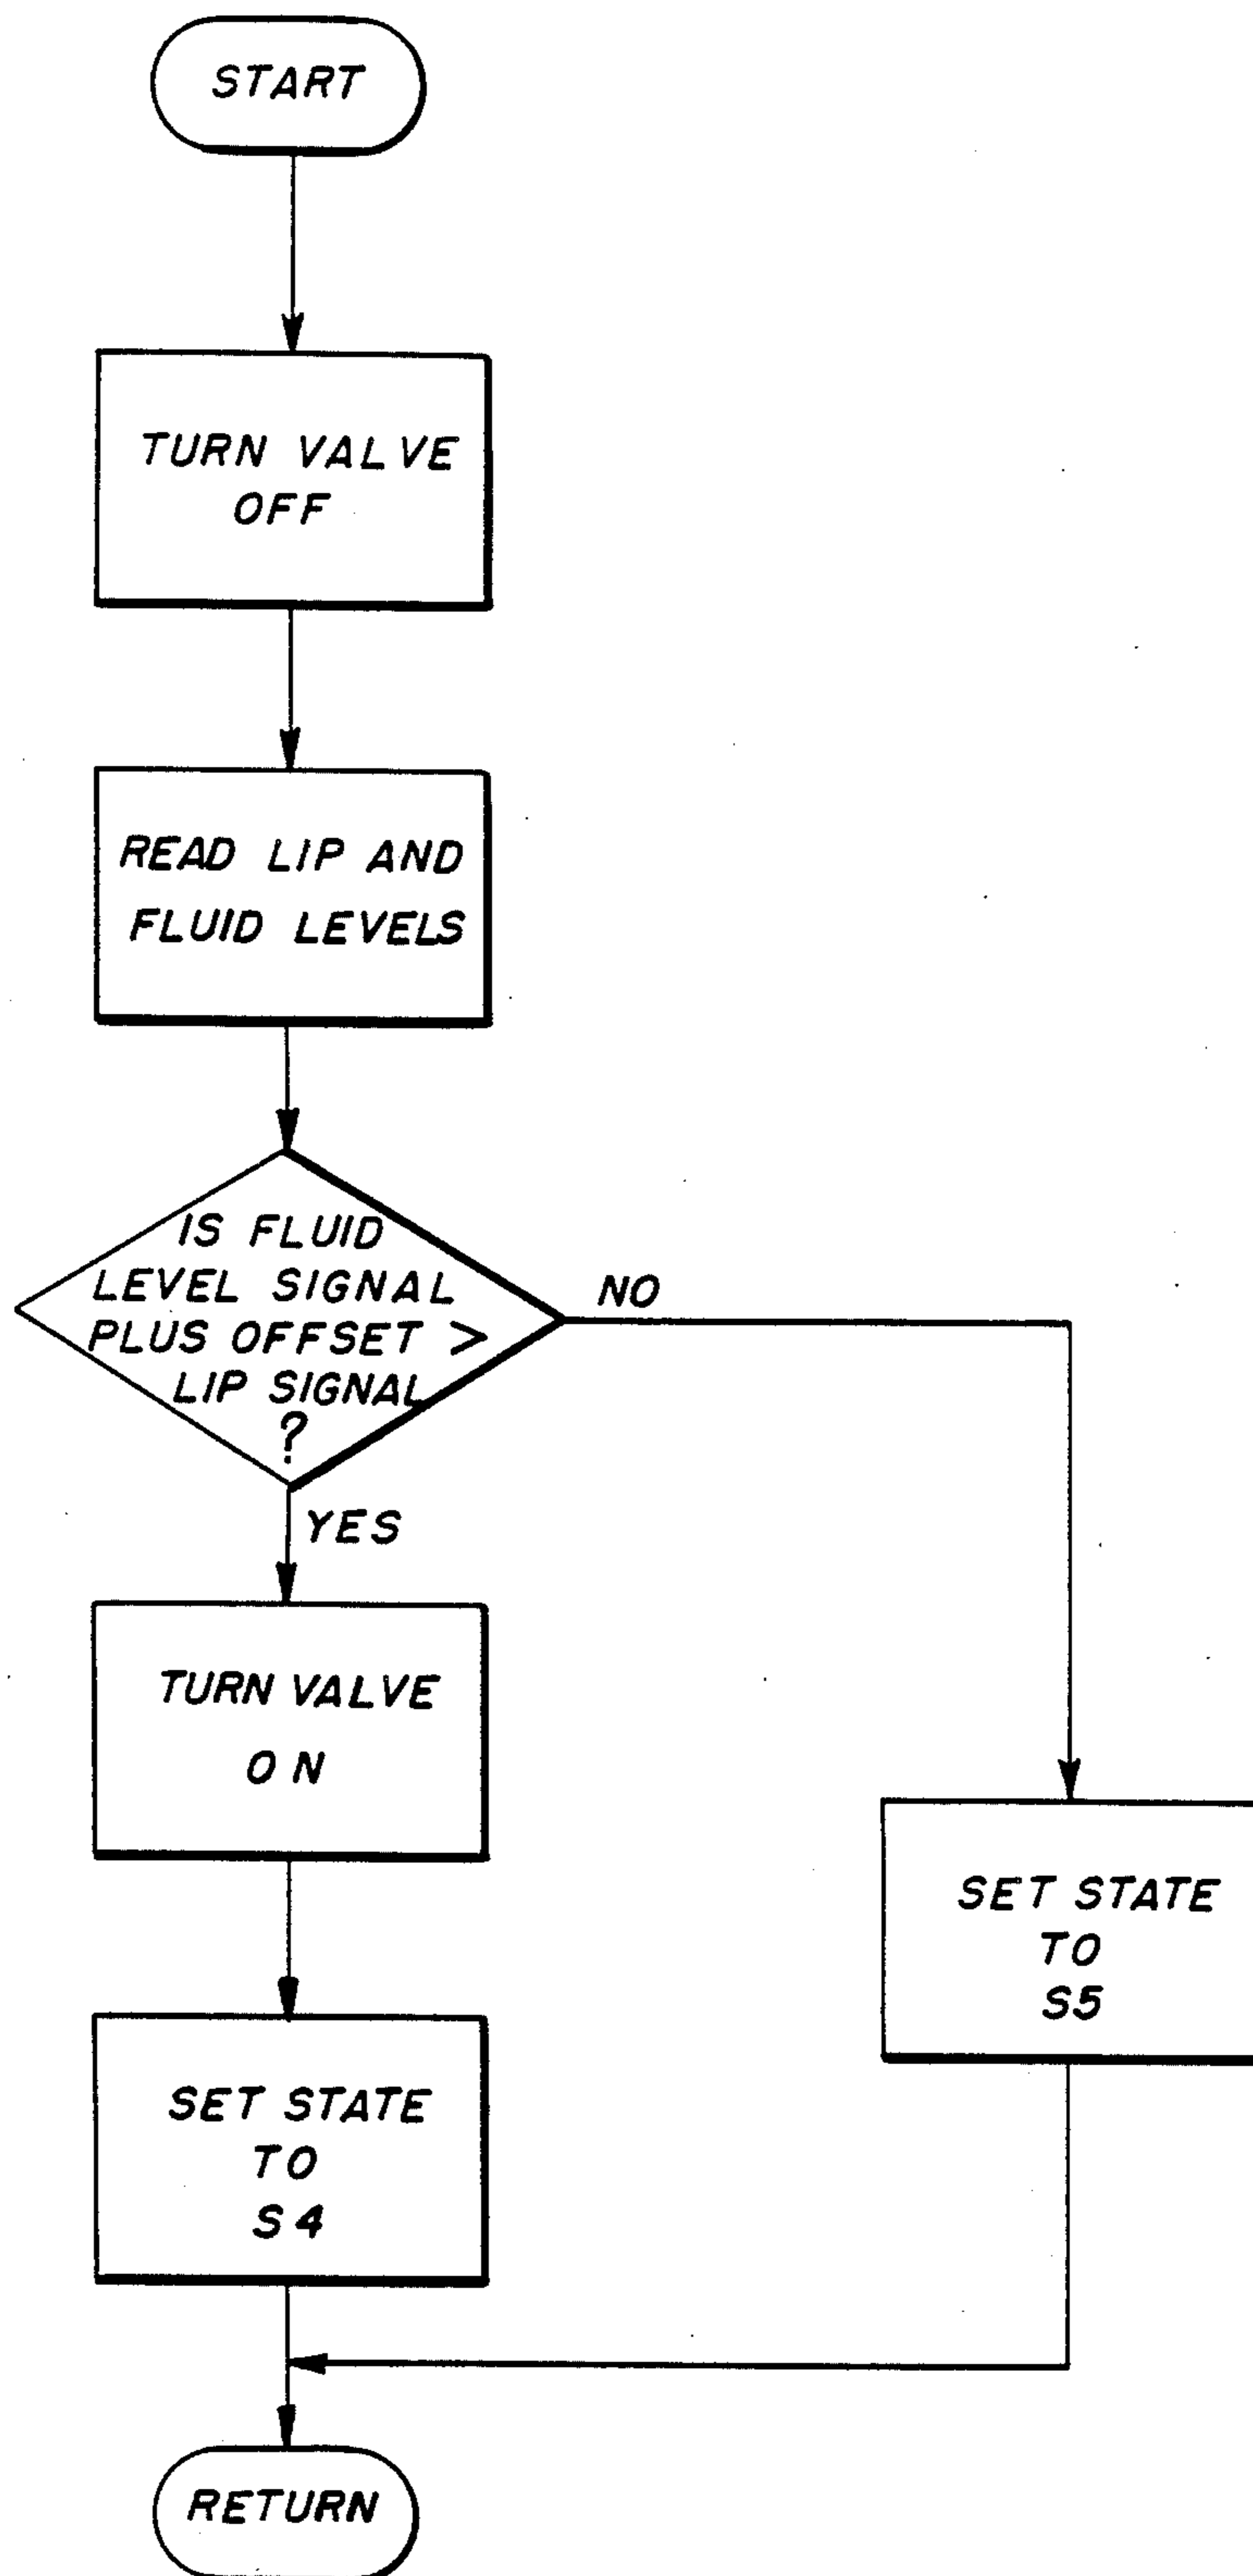 START
TURN VALVE
OFF
READ LIP AND
FLUID LEVELS
IS FLUID
LEVEL SIGNAL
PLUS OFFSET >
LIP SIGNAL
?
NO
YES
TURN VALVE
ON
SET STATE
TO
S5
SET STATE
TO
S4
RETURN